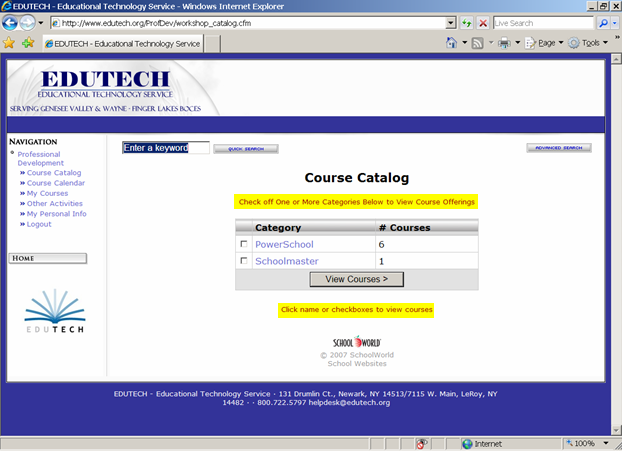 EDUTECH - Educational Technology Service - Windows Internet Explorer
http://www.edutech.org/ProfDev/workshop_catalog.cfm
Live Search
EDUTECH - Educational Technology Service
Page
Tools
EDUTECH
EDUCATIONAL TECHNOLOGY SERVICE
SERVING GENESEE VALLEY & WAYNE - FINGER LAKES BOCES
NAVIGATION
Professional
Development
» Course Catalog
» Course Calendar
» My Courses
» Other Activities
» My Personal Info
» Logout
HOME
EDUTECH
Enter a keyword
QUICK SEARCH
ADVANCED SEARCH
Course Catalog
Check off One or More Categories Below to View Course Offerings
Category # Courses
PowerSchool 6
Schoolmaster 1
View Courses >
Click name or checkboxes to view courses
SCHOOL WORLD
© 2007 SchoolWorld
School Websites
EDUTECH - Educational Technology Service - 131 Drumlin Ct., Newark, NY 14513/7115 W. Main, LeRoy, NY
14482 - - 800.722.5797 helpdesk@edutech.org
Internet
100%